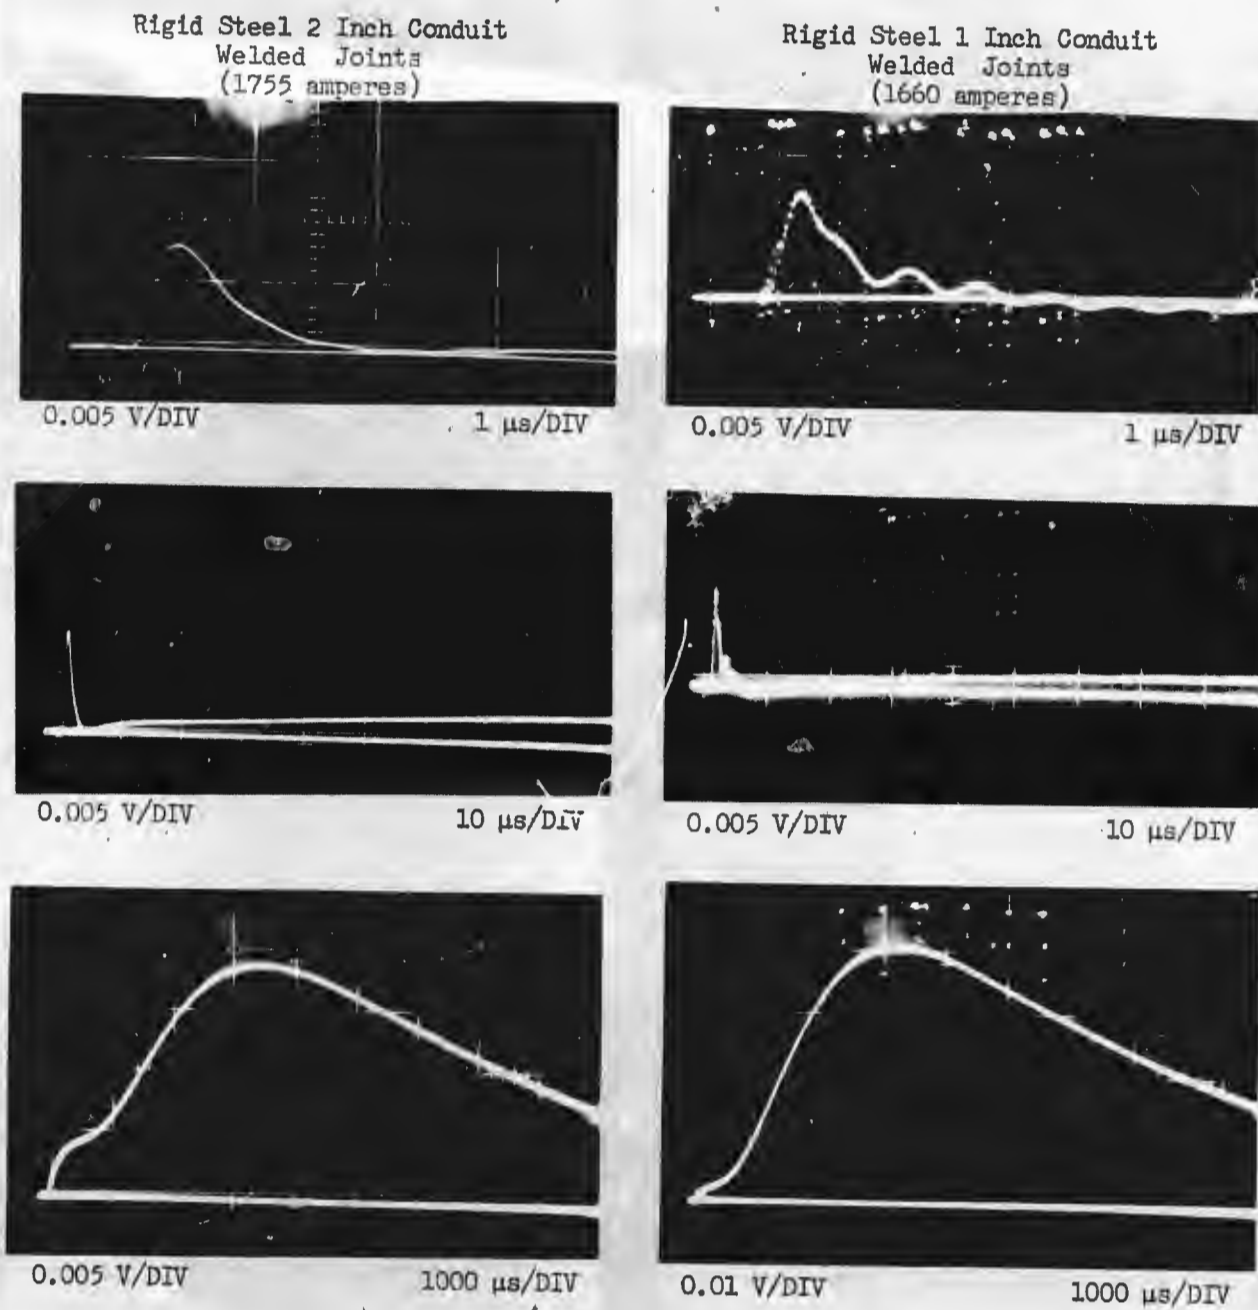 Rigid Steel 2 Inch Conduit
Welded Joints
(1755 amperes)
Rigid Steel 1 Inch Conduit
Welded Joints
(1660 amperes)
0.005 V/DIV
1 μs/DIV
0.005 V/DIV
1 μs/DIV
0.005 V/DIV
10 μs/DIV
0.005 V/DIV
10 μs/DIV
0.005 V/DIV
1000 μs/DIV
0.01 V/DIV
1000 μs/DIV